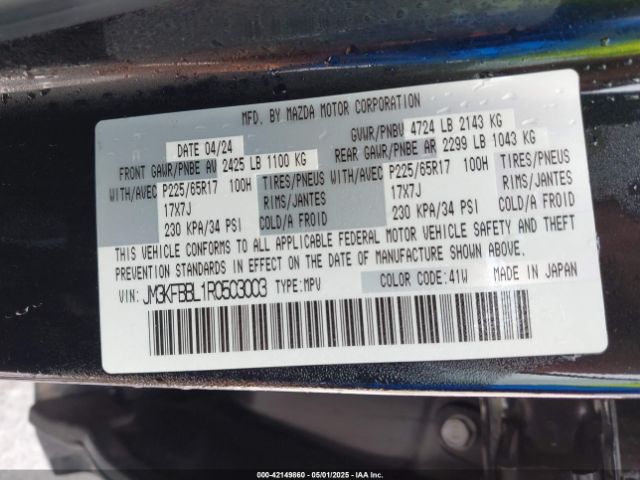 MFD. BY MAZDA MOTOR CORPORATION
DATE 04/24 GVWR/PNBV 4724 LB 2143 KG
FRONT GAWR/PNBE AV 2425 LB 1100 KG REAR GAWR/PNBE AR 2299 LB 1043 KG
WITH/AVEC P225/65R17 100H TIRES/PNEUS WITH/AVEC P225/65R17 100H TIRES/PNEUS
17X7J RIMS/JANTES 17X7J RIMS/JANTES
230 KPA/34 PSI COLD/A FROID 230 KPA/34 PSI COLD/A FROID
THIS VEHICLE CONFORMS TO ALL APPLICABLE FEDERAL MOTOR VEHICLE SAFETY AND THEFT
PREVENTION STANDARDS IN EFFECT ON THE DATE OF MANUFACTURE SHOWN ABOVE.
VIN: JM3KFBBL1R0503003 TYPE: MPV COLOR CODE: 41W MADE IN JAPAN
000-42149860 - 05/01/2025 - IAAI, Inc.